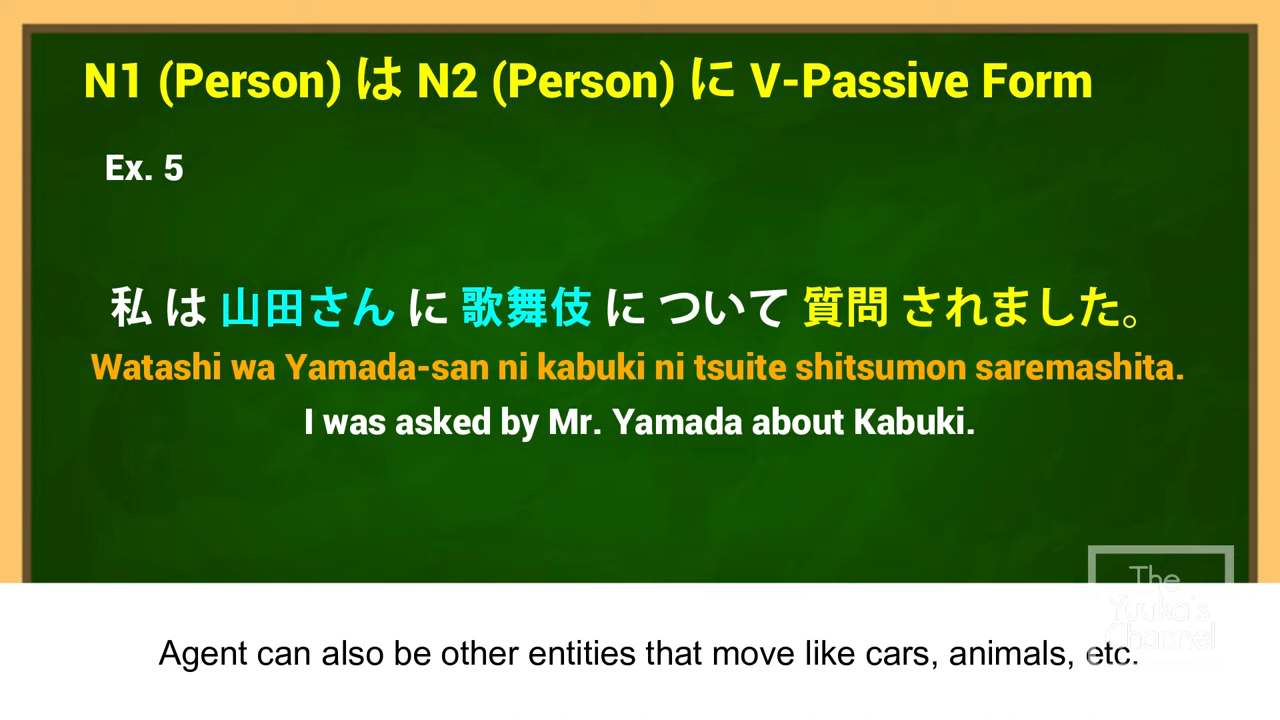 N1 (Person) は N2 (Person) に V-Passive Form
Ex. 5
私 は 山田さん に 歌舞伎 に ついて 質問 されました。
Watashi wa Yamada-san ni kabuki ni tsuite shitsumon saremashita.
I was asked by Mr. Yamada about Kabuki.
The
Yuuka's
Channel
Agent can also be other entities that move like cars, animals, etc.